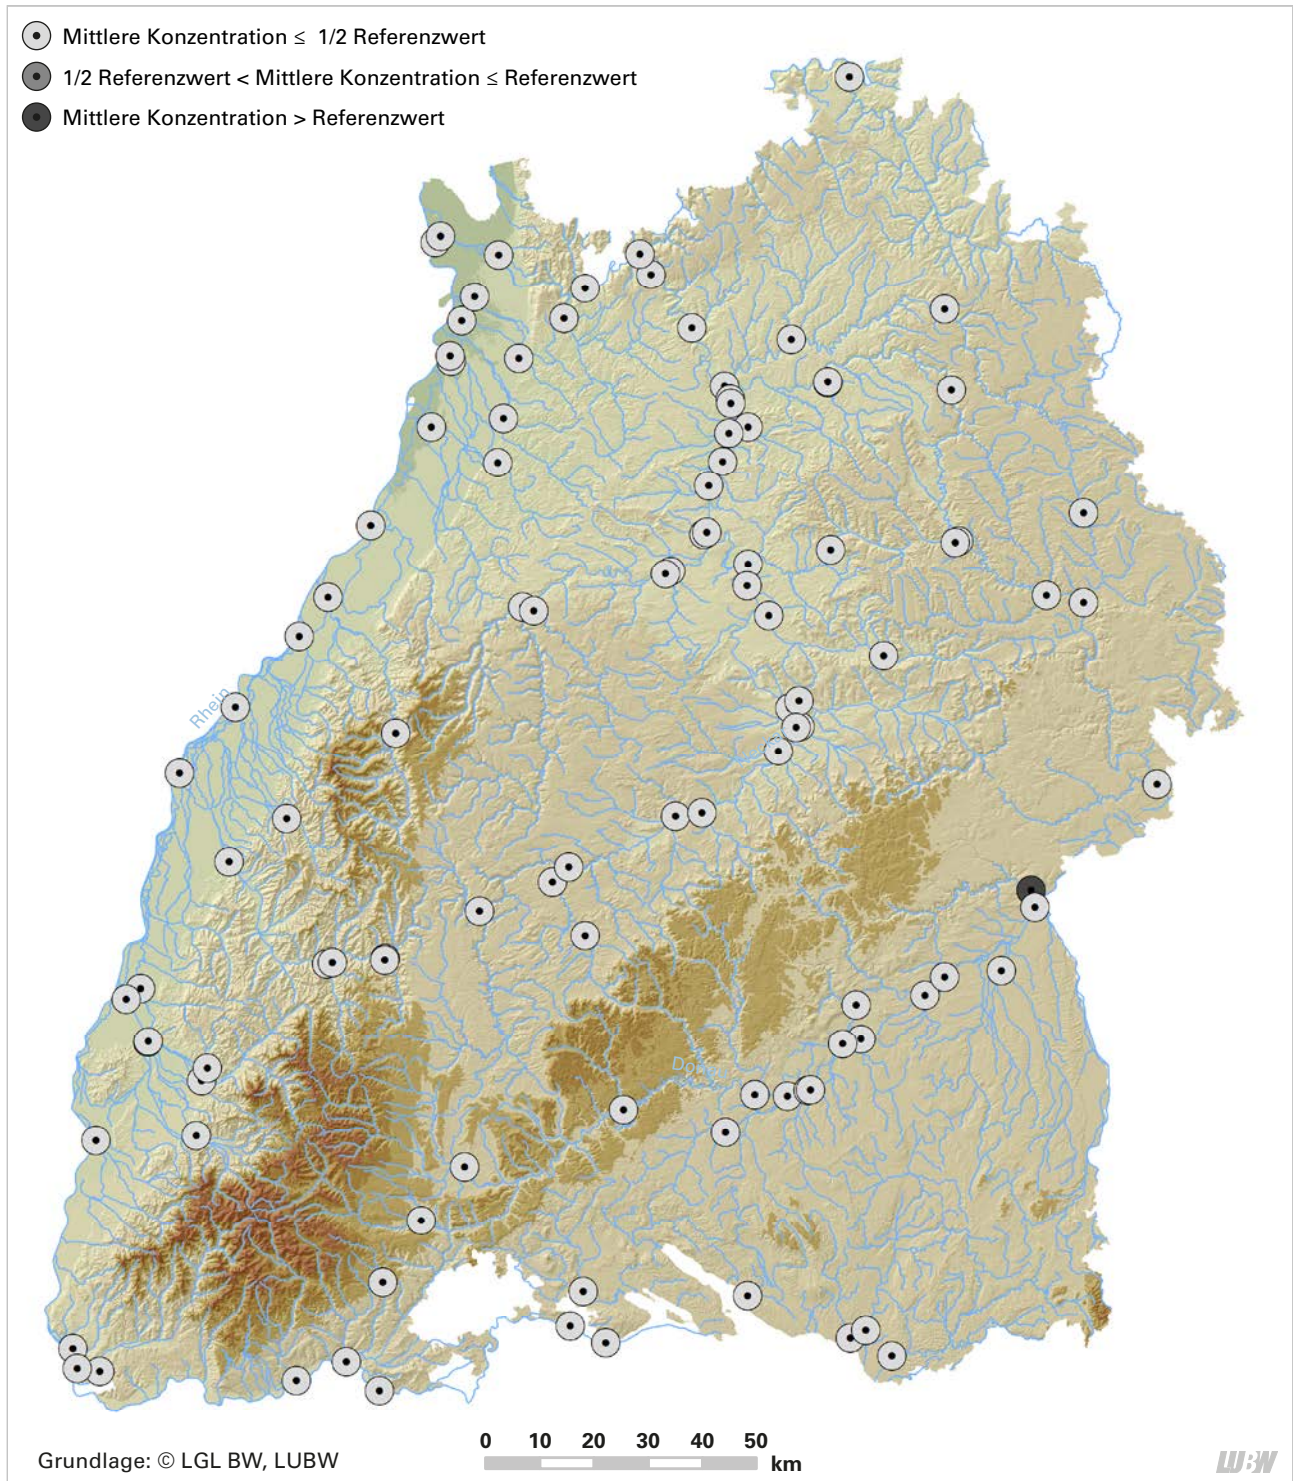 Mittlere Konzentration ≤ 1/2 Referenzwert
1/2 Referenzwert < Mittlere Konzentration ≤ Referenzwert
Mittlere Konzentration > Referenzwert
Rhein
0 10 20 30 40 50
km
Grundlage: © LGL BW, LUBW